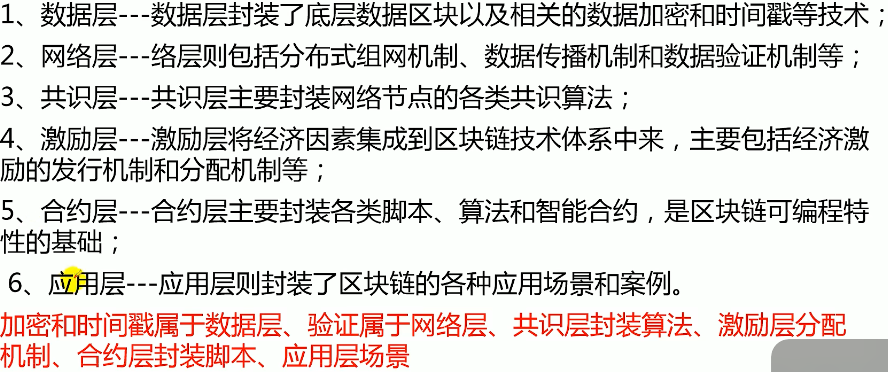 1、数据层---数据层封装了底层数据区块以及相关的数据加密和时间戳等技术；
2、网络层---络层则包括分布式组网机制、数据传播机制和数据验证机制等；
3、共识层---共识层主要封装网络节点的各类共识算法；
4、激励层---激励层将经济因素集成到区块链技术体系中来，主要包括经济激
励的发行机制和分配机制等；
5、合约层---合约层主要封装各类脚本、算法和智能合约，是区块链可编程特
性的基础；
6、应用层---应用层则封装了区块链的各种应用场景和案例。
加密和时间戳属于数据层、验证属于网络层、共识层封装算法、激励层分配
机制、合约层封装脚本、应用层场景